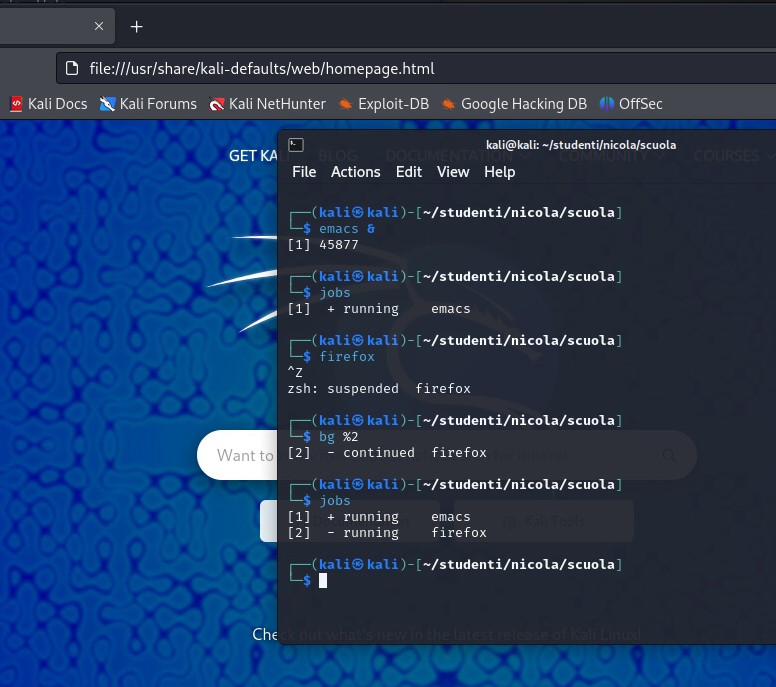 file:///usr/share/kali-defaults/web/homepage.html
Kali Docs Kali Forums Kali NetHunter Exploit-DB Google Hacking DB OffSec
kali@kali: ~/studenti/nicola/scuola
GET KALI BLOG DOCUMENTATION COMMUNITY COURSES
File Actions Edit View Help
┌──(kali㉿kali)-[~/studenti/nicola/scuola]
└─$ emacs &
[1] 45877
┌──(kali㉿kali)-[~/studenti/nicola/scuola]
└─$ jobs
[1]  + running    emacs
┌──(kali㉿kali)-[~/studenti/nicola/scuola]
└─$ firefox
^Z
zsh: suspended  firefox
┌──(kali㉿kali)-[~/studenti/nicola/scuola]
└─$ bg %2
[2]  - continued  firefox
┌──(kali㉿kali)-[~/studenti/nicola/scuola]
└─$ jobs
[1]  + running    emacs
[2]  - running    firefox
┌──(kali㉿kali)-[~/studenti/nicola/scuola]
└─$
Want to
Kali Tools
Check out what's new in the latest release of Kali Linux!